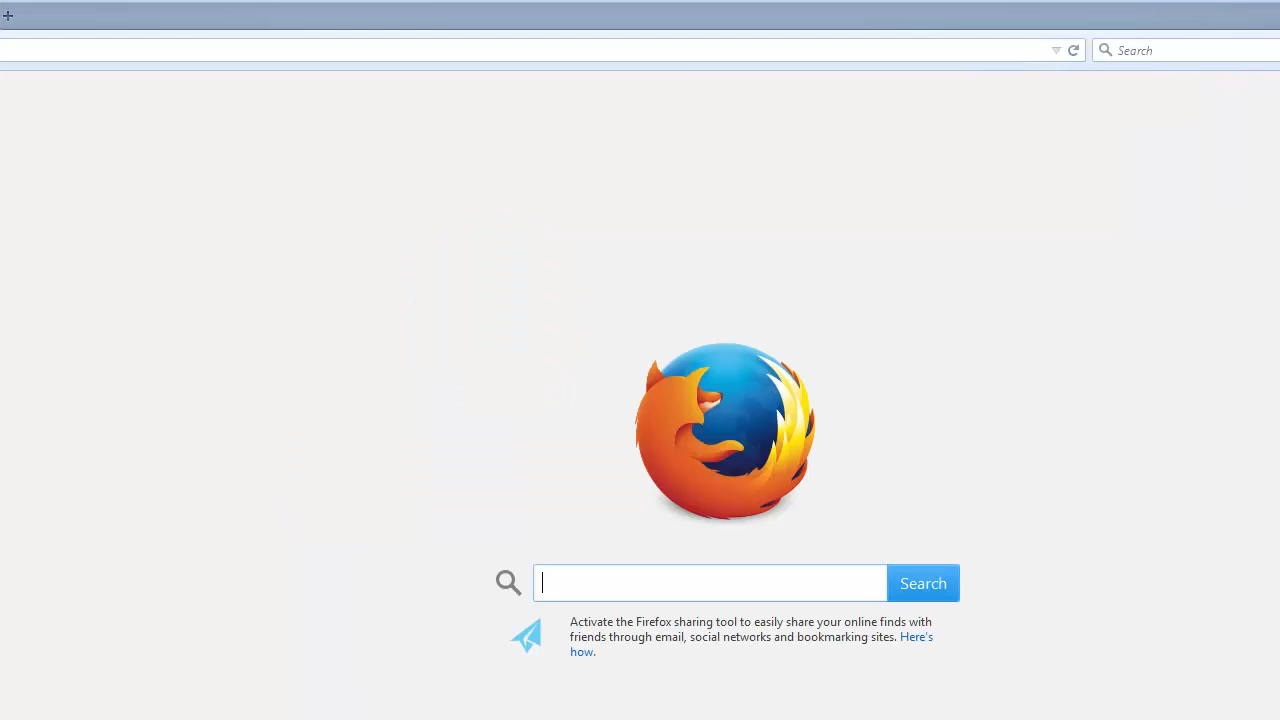 Search
Search
Activate the Firefox sharing tool to easily share your online finds with
friends through email, social networks and bookmarking sites. Here's
how.